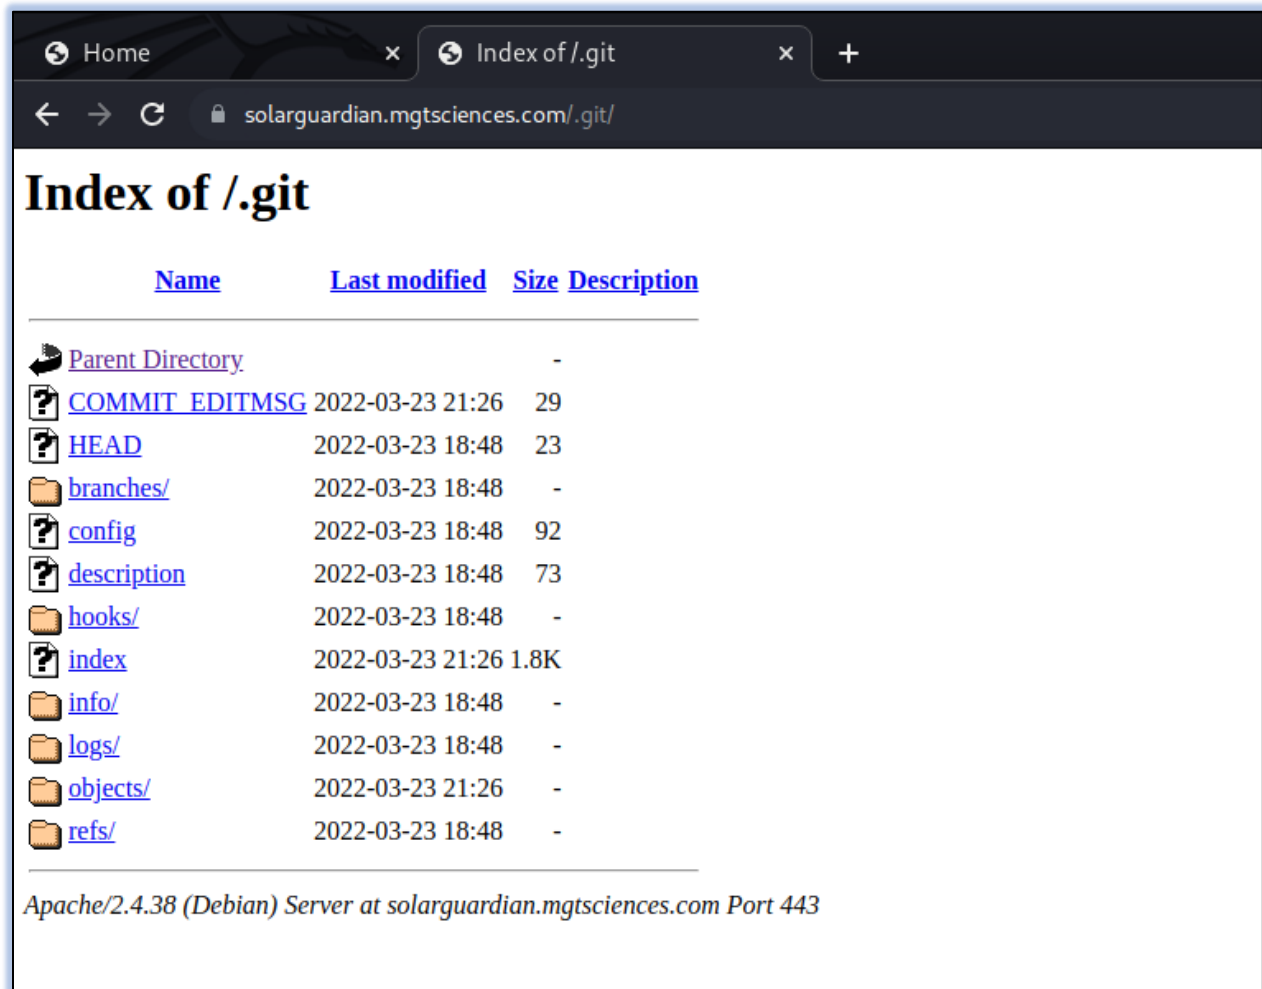 Home
Index of /.git
solarguardian.mgtsciences.com/.git/
Index of /.git
Name Last modified Size Description
Parent Directory -
COMMIT_EDITMSG 2022-03-23 21:26 29
HEAD 2022-03-23 18:48 23
branches/ 2022-03-23 18:48 -
config 2022-03-23 18:48 92
description 2022-03-23 18:48 73
hooks/ 2022-03-23 18:48 -
index 2022-03-23 21:26 1.8K
info/ 2022-03-23 18:48 -
logs/ 2022-03-23 18:48 -
objects/ 2022-03-23 21:26 -
refs/ 2022-03-23 18:48 -
Apache/2.4.38 (Debian) Server at solarguardian.mgtsciences.com Port 443